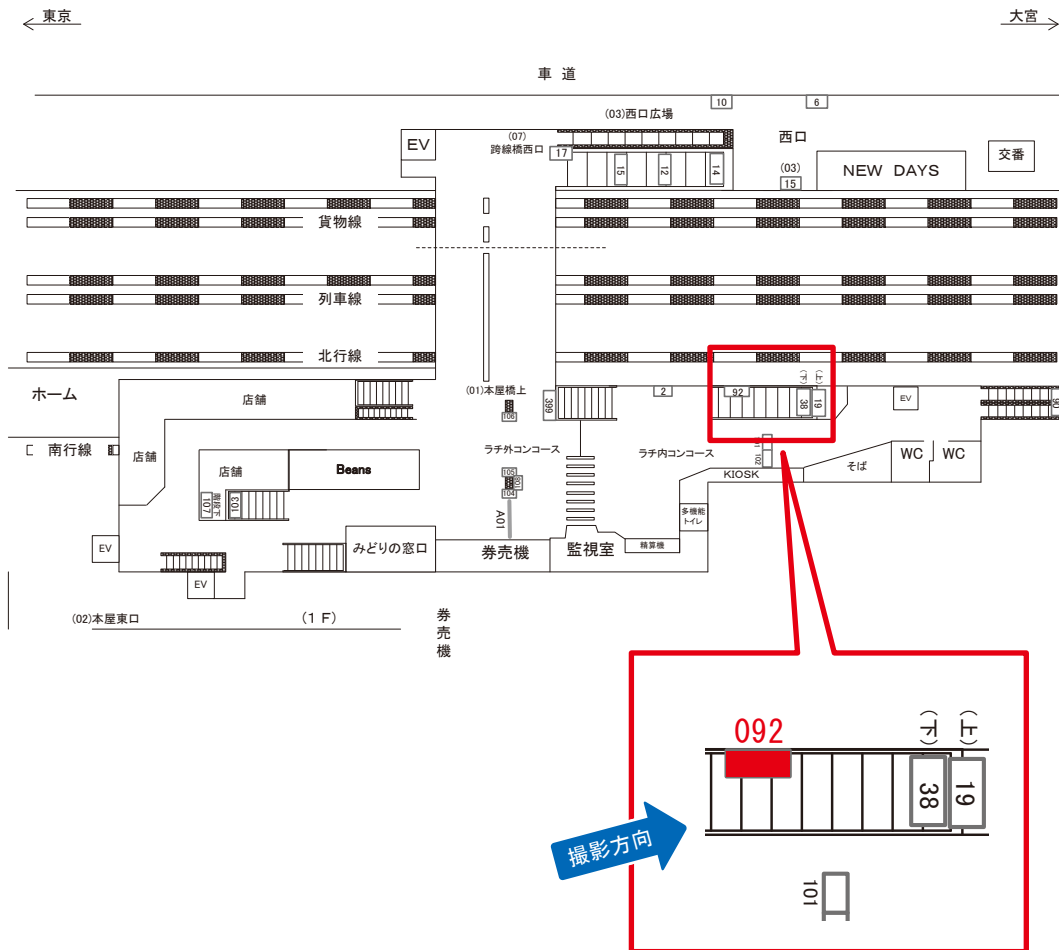 東京
大宮
車 道
10
6
(03)西口広場
(07)
跨線橋西口
17
EV
西口
交番
15
12
14
(03)
15
NEW DAYS
貨物線
列車線
北行線
ホーム
店舗
(01)本屋橋上
106
399
2
92
(下)
(上)
38
19
EV
90
南行線
店舗
店舗
Beans
ラチ外コンコース
ラチ内コンコース
101
102
KIOSK
そば
WC
WC
105
104
107
階段下
103
A01
多機能
トイレ
EV
みどりの窓口
券売機
監視室
精算機
EV
(02)本屋東口
(1F)
券売機
092
(下)
(上)
38
19
撮影方向
101